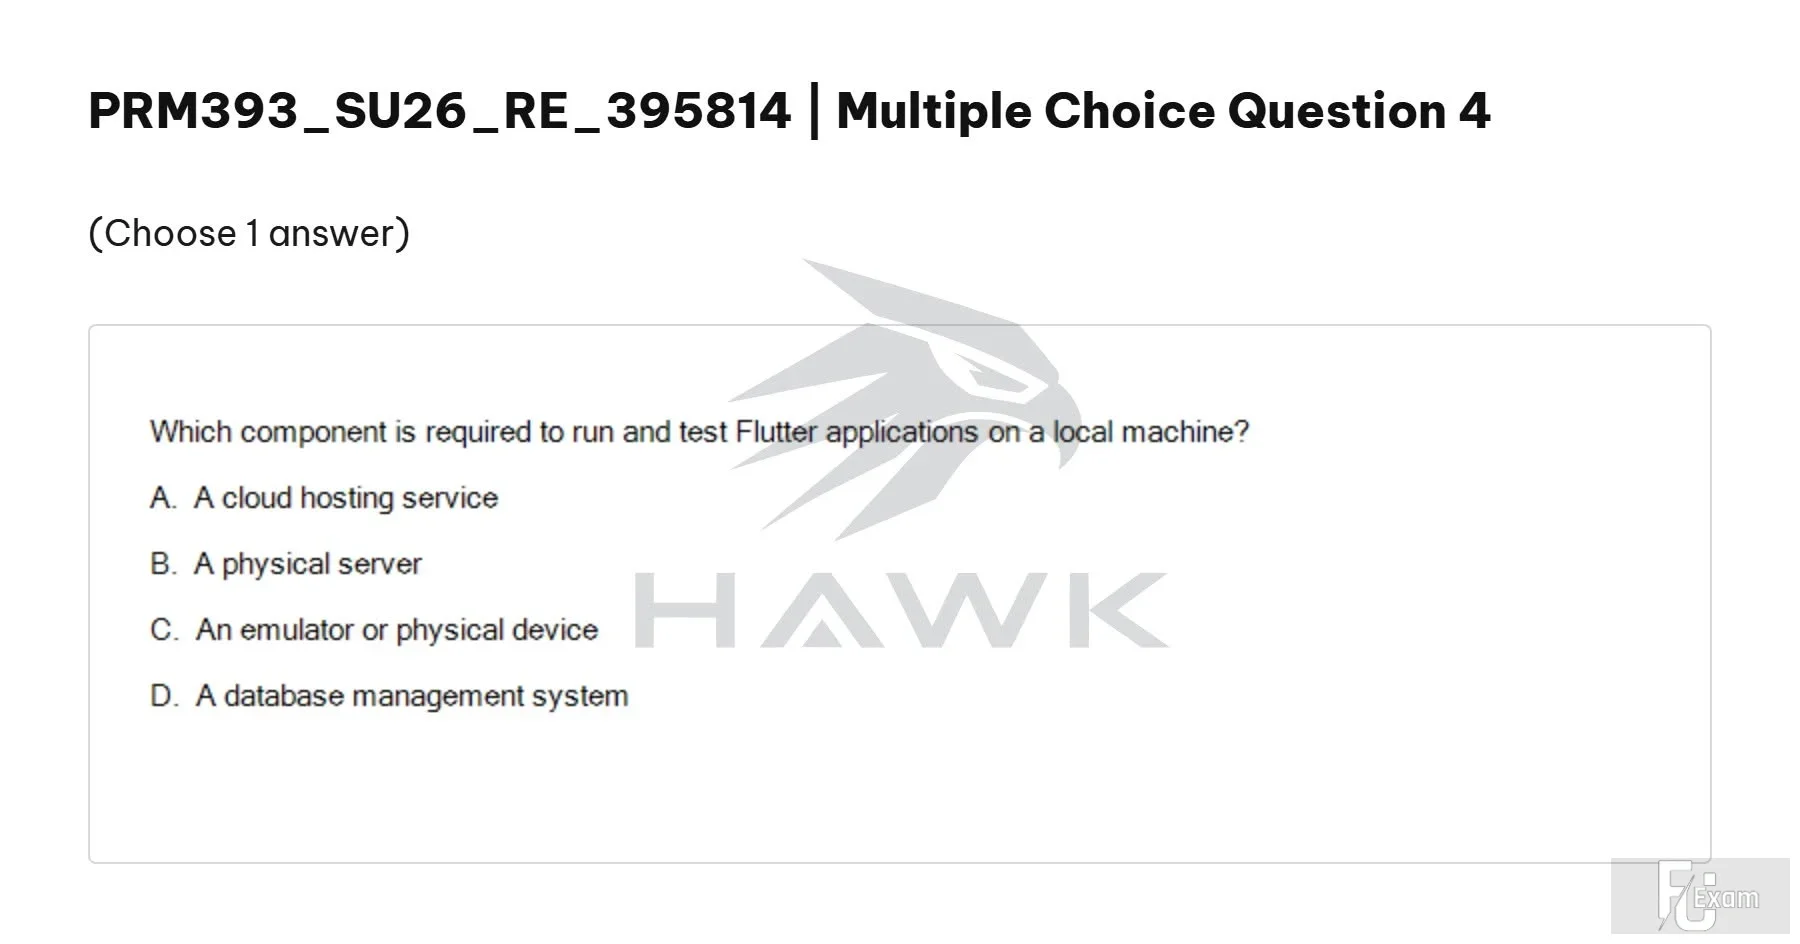 PRM393_SU26_RE_395814 | Multiple Choice Question 4
(Choose 1 answer)
Which component is required to run and test Flutter applications on a local machine?
A. A cloud hosting service
B. A physical server
C. An emulator or physical device
D. A database management system
HAWK
FU Exam